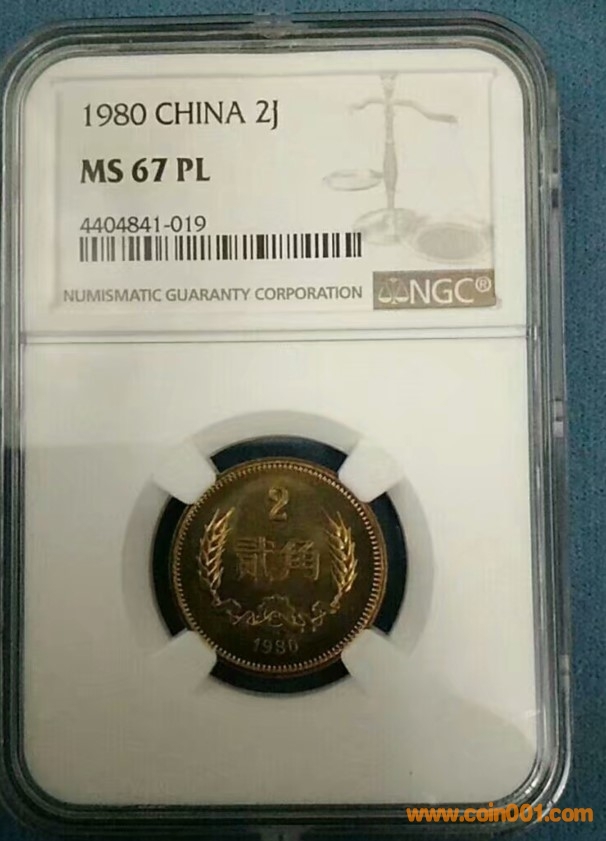 1980 CHINA 2J
MS 67 PL
4404841-019
NUMISMATIC GUARANTY CORPORATION
NGC®
2
贰角
1980
www.coin001.com